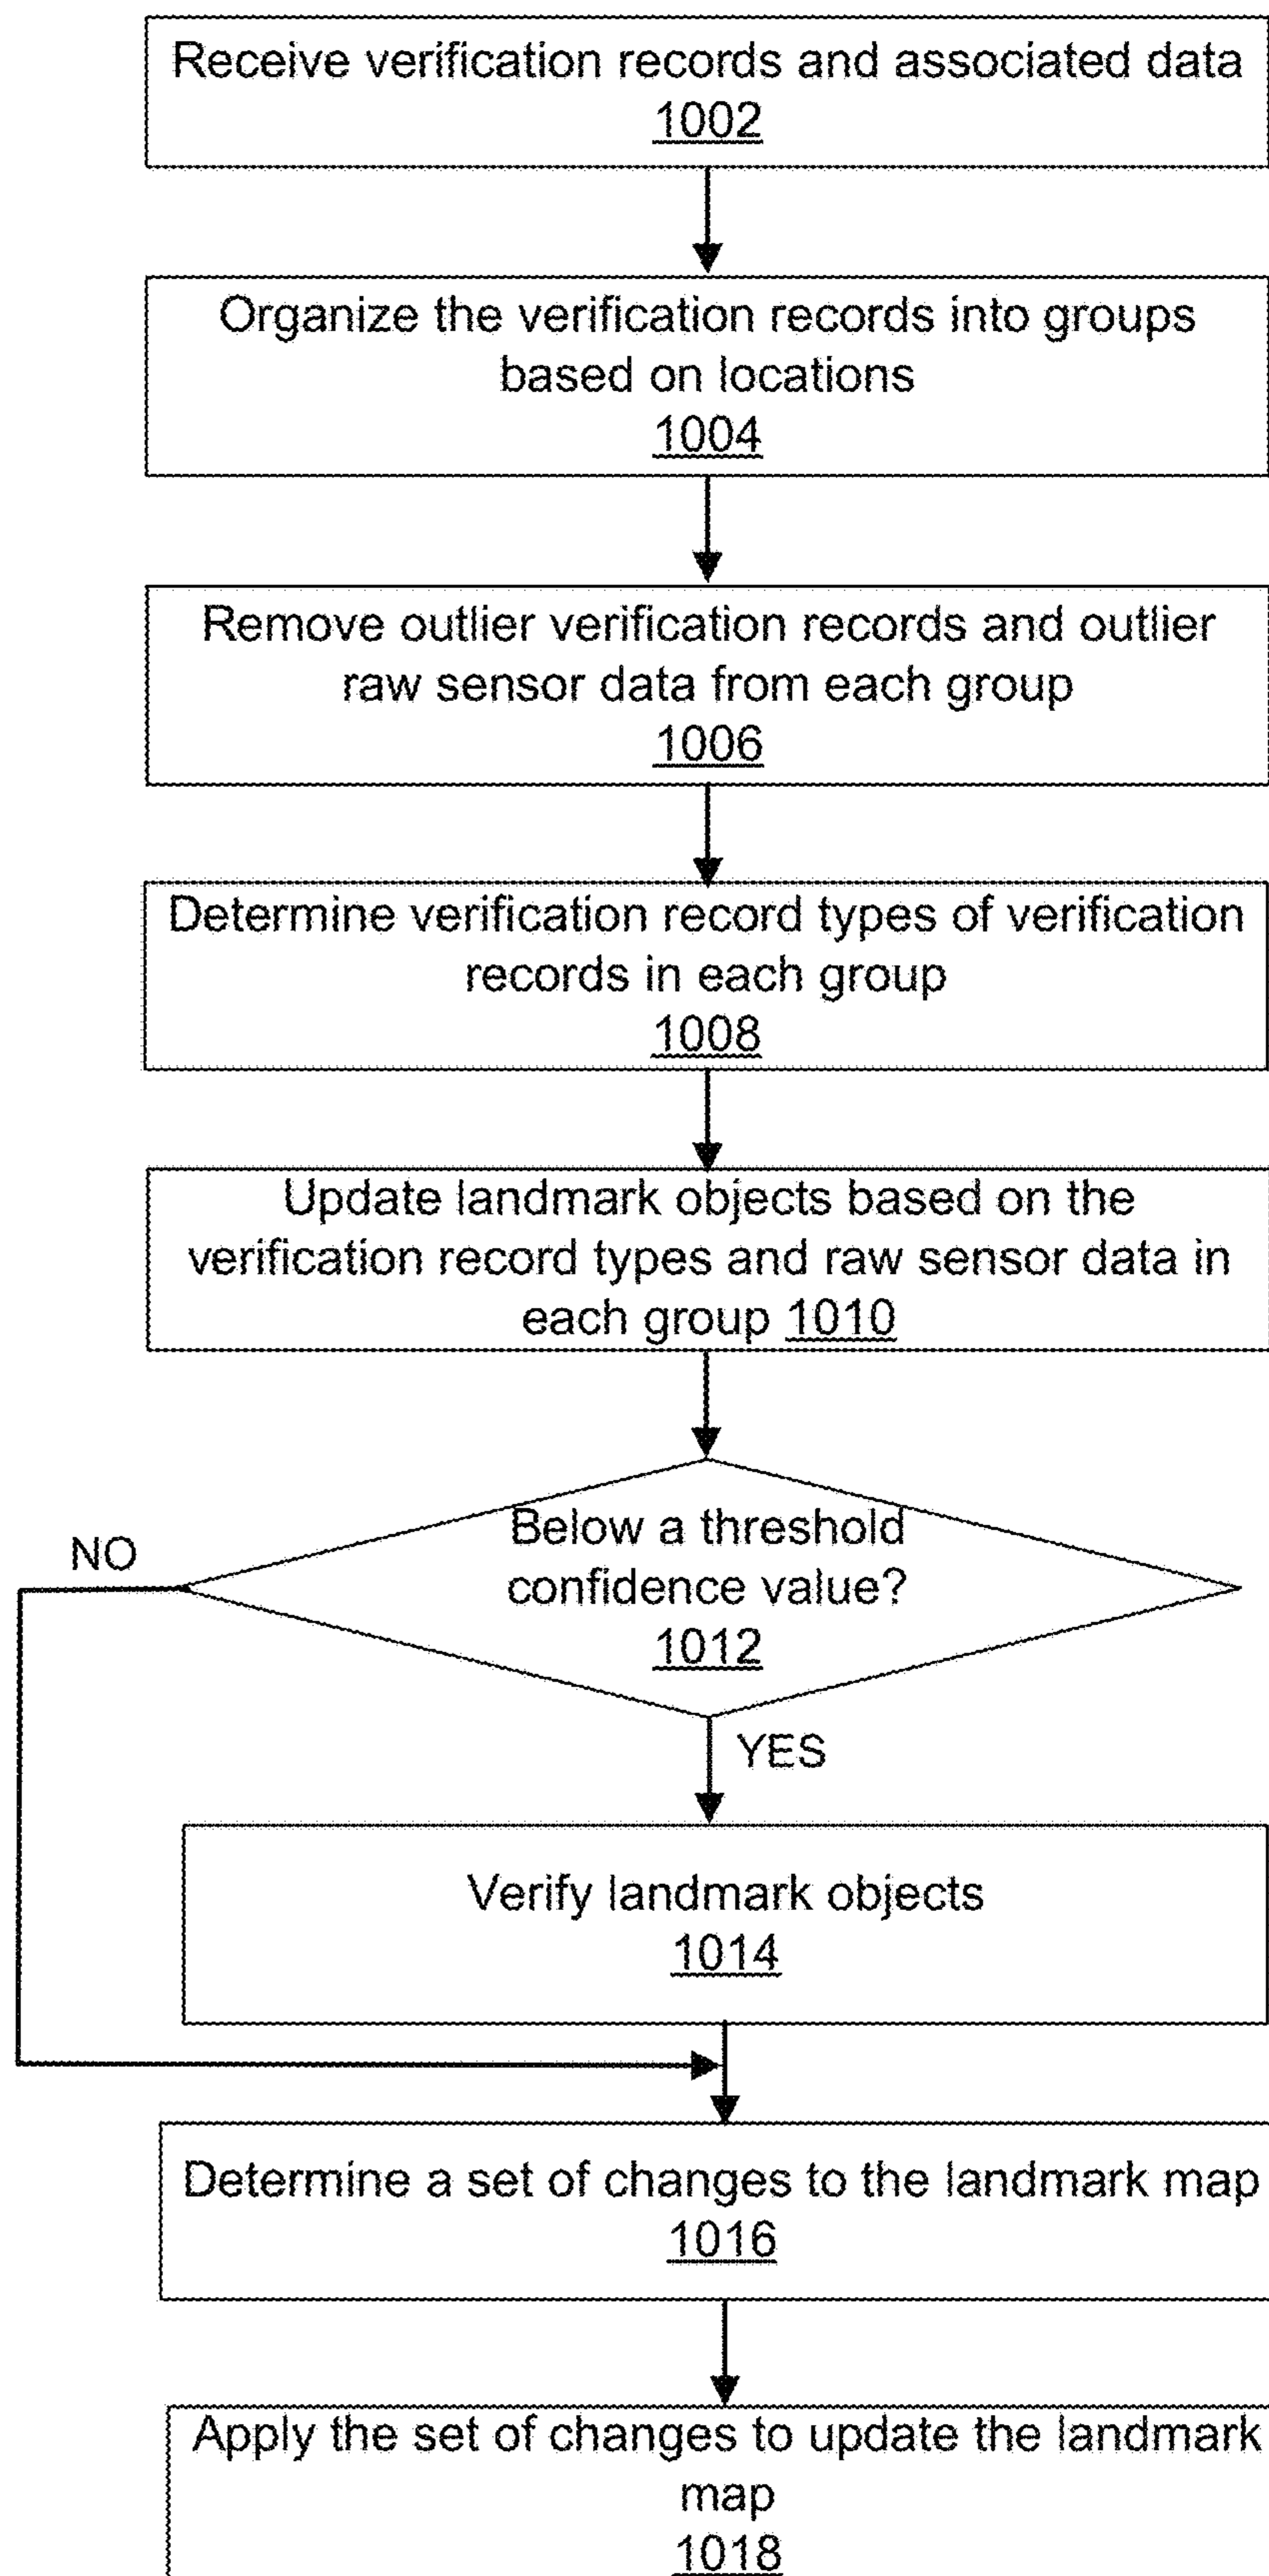 Receive verification records and associated data
1002
Organize the verification records into groups
based on locations
1004
Remove outlier verification records and outlier
raw sensor data from each group
1006
Determine verification record types of verification
records in each group
1008
Update landmark objects based on the
verification record types and raw sensor data in
each group 1010
Below a threshold
confidence value?
1012
NO
YES
Verify landmark objects
1014
Determine a set of changes to the landmark map
1016
Apply the set of changes to update the landmark
map
1018